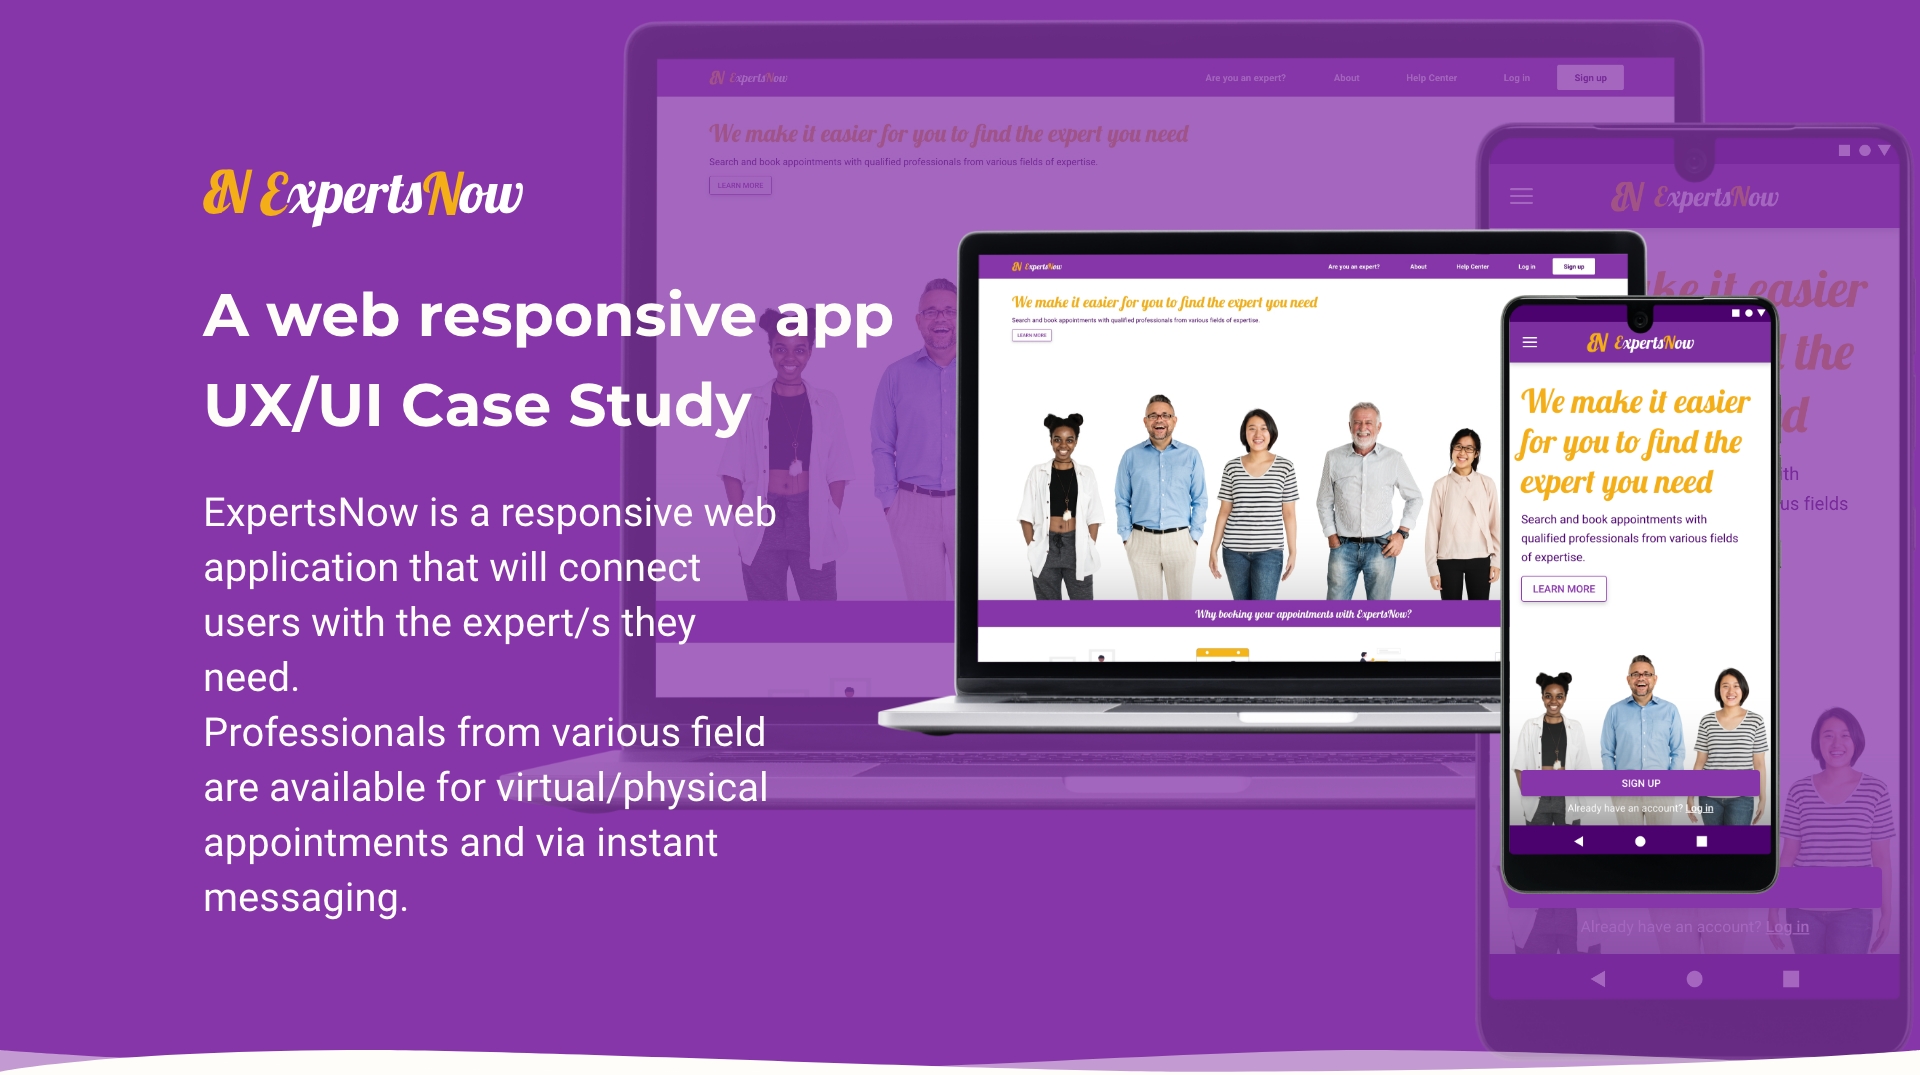 EN ExpertsNow
A web responsive app
UX/UI Case Study
ExpertsNow is a responsive web
application that will connect
users with the expert/s they
need.
Professionals from various field
are available for virtual/physical
appointments and via instant
messaging.
EN ExpertsNow
Are you an expert? About Help Center Log in Sign up
We make it easier for you to find the expert you need
Search and book appointments with qualified professionals from various fields of expertise.
LEARN MORE
EN ExpertsNow
Are you an expert? About Help Center Log in Sign up
We make it easier for you to find the expert you need
Search and book appointments with qualified professionals from various fields of expertise.
LEARN MORE
Why booking your appointments with ExpertsNow?
EN ExpertsNow
easier
the
us fields
Already have an account? Log in
EN ExpertsNow
We make it easier
for you to find the
expert you need
Search and book appointments with
qualified professionals from various fields
of expertise.
LEARN MORE
SIGN UP
Already have an account? Log in